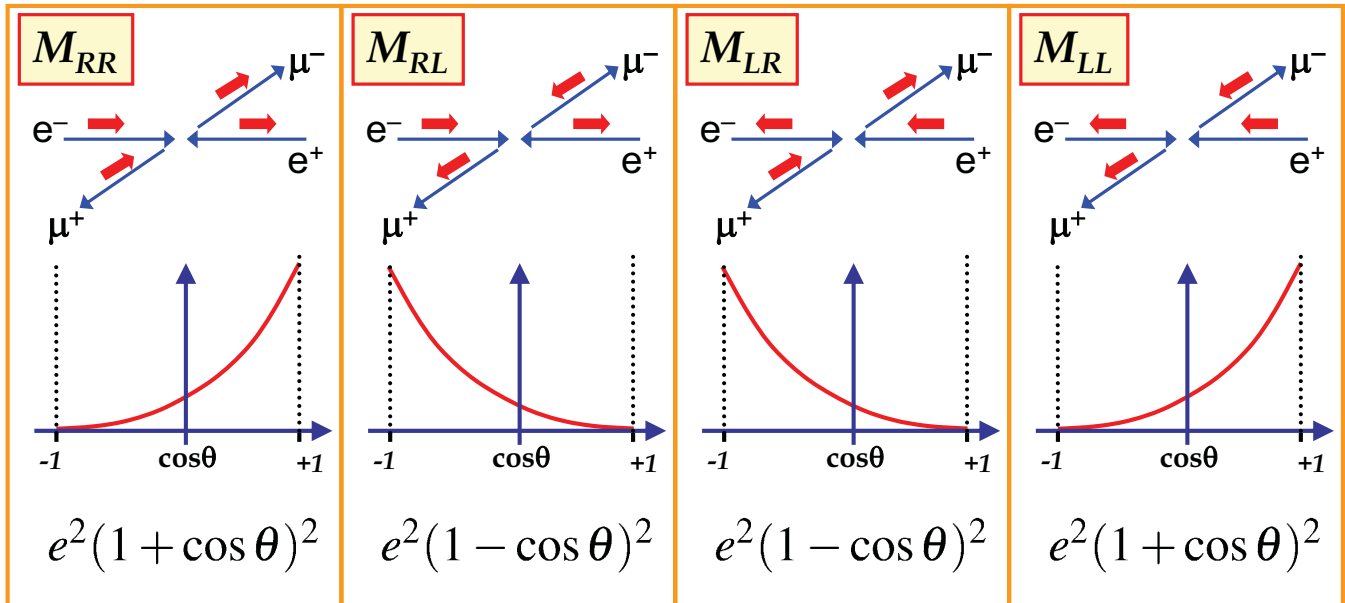 M_RR
μ−
e−
e+
μ+
-1
cosθ
+1
e²(1 + cos θ)²
M_RL
μ−
e−
e+
μ+
-1
cosθ
+1
e²(1 − cos θ)²
M_LR
μ−
e−
e+
μ+
-1
cosθ
+1
e²(1 − cos θ)²
M_LL
μ−
e−
e+
μ+
-1
cosθ
+1
e²(1 + cos θ)²